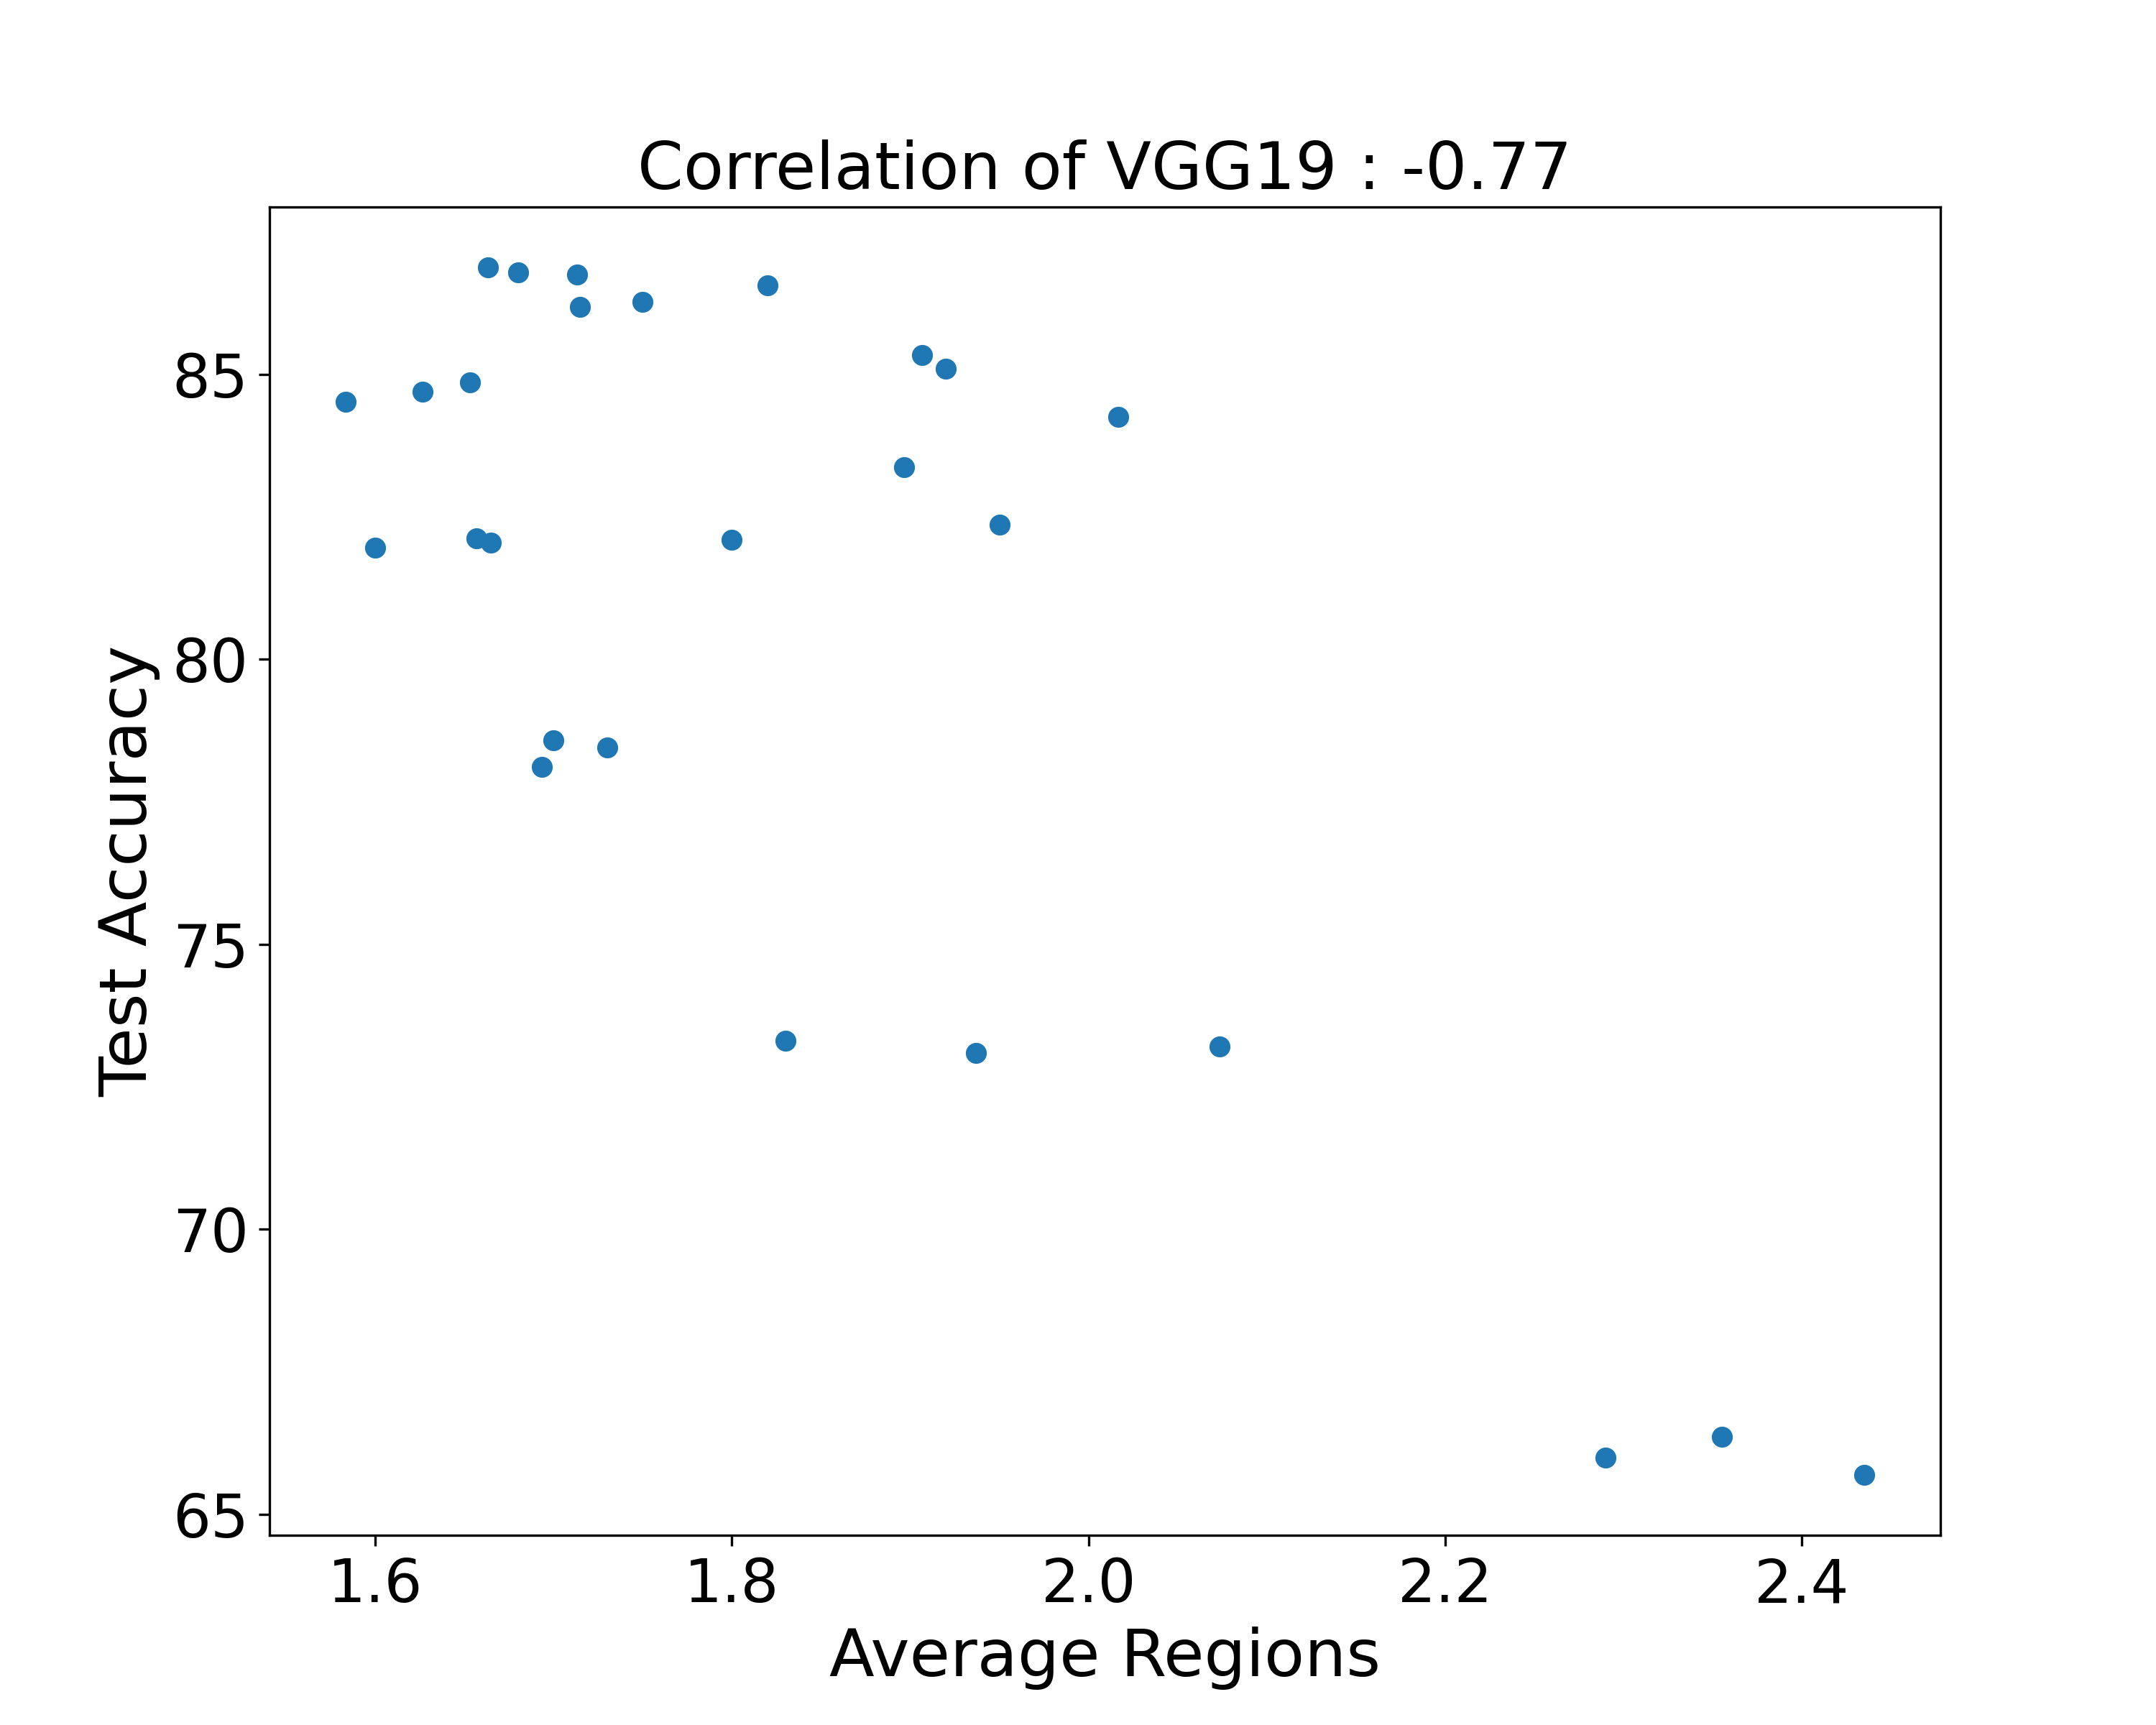 Correlation of VGG19 : -0.77
Test Accuracy
85
80
75
70
65
1.6 1.8 2.0 2.2 2.4
Average Regions